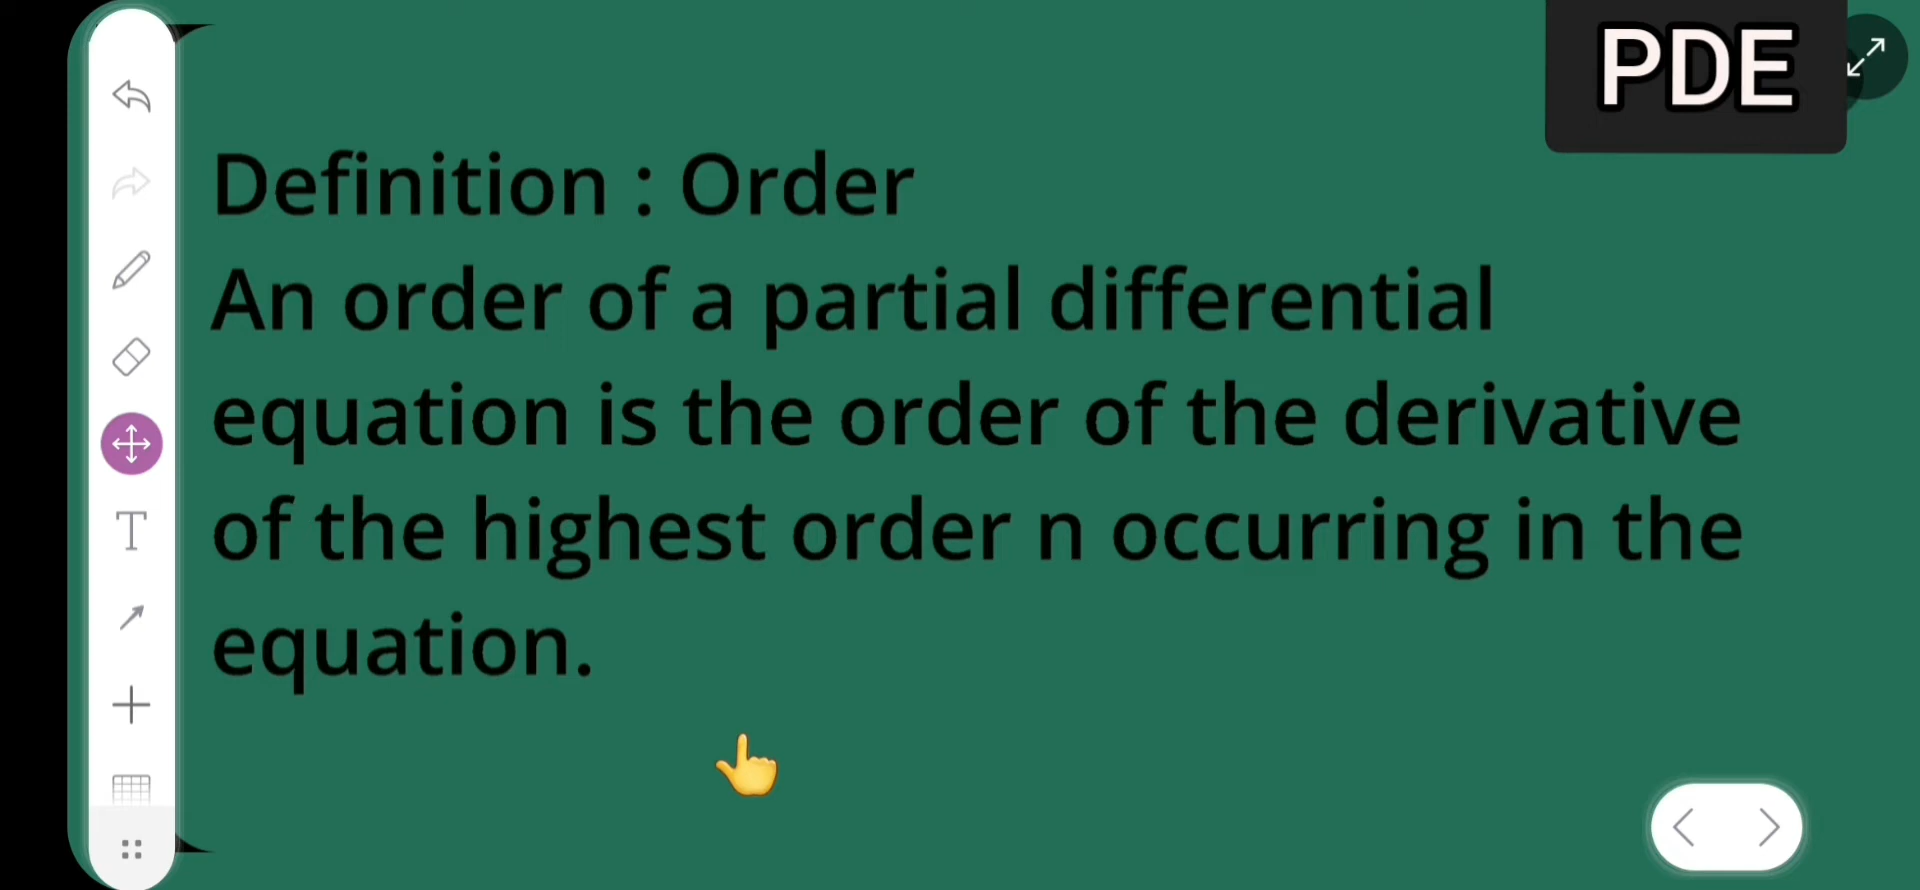 PDE
Definition : Order
An order of a partial differential
equation is the order of the derivative
of the highest order n occurring in the
equation.